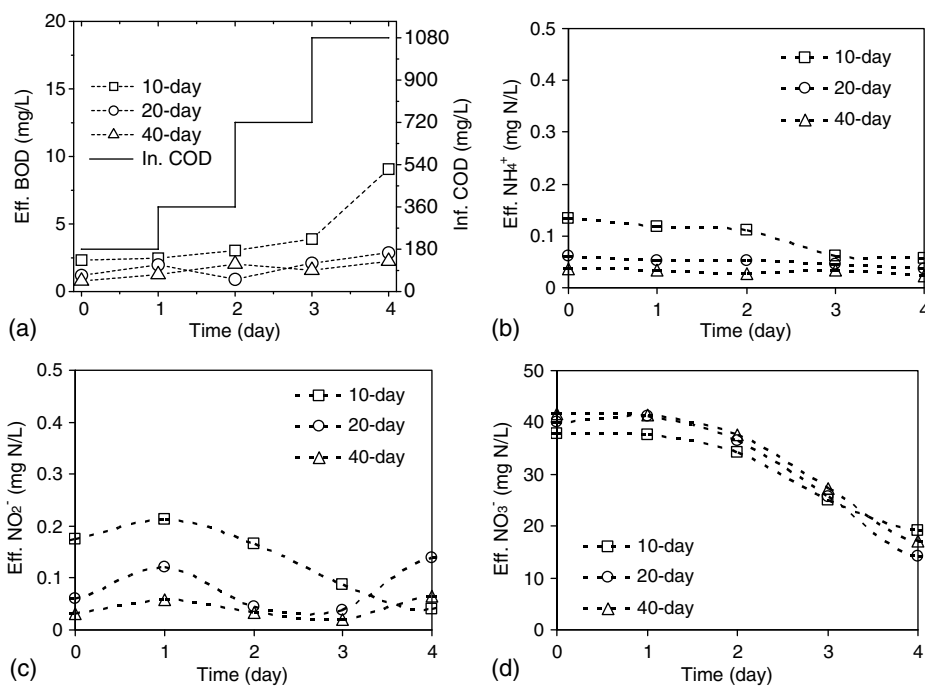 20
15
10
5
0
Eff. BOD (mg/L)
10-day
20-day
40-day
In. COD
1080
900
720
540
360
180
0
Inf. COD (mg/L)
0 1 2 3 4
Time (day)
(a)
0.5
0.4
0.3
0.2
0.1
0
Eff. NH₄⁺ (mg N/L)
10-day
20-day
40-day
0 1 2 3 4
Time (day)
(b)
0.5
0.4
0.3
0.2
0.1
0
Eff. NO₂⁻ (mg N/L)
10-day
20-day
40-day
0 1 2 3 4
Time (day)
(c)
50
40
30
20
10
0
Eff. NO₃⁻ (mg N/L)
10-day
20-day
40-day
0 1 2 3 4
Time (day)
(d)